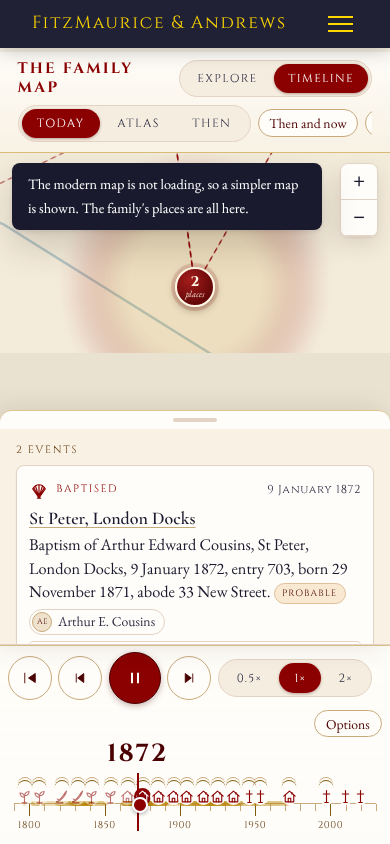 FitzMaurice & Andrews
THE FAMILY
MAP
EXPLORE
TIMELINE
TODAY
ATLAS
THEN
Then and now
The modern map is not loading, so a simpler map
is shown. The family's places are all here.
+
−
2
places
2 EVENTS
BAPTISED
9 January 1872
St Peter, London Docks
Baptism of Arthur Edward Cousins, St Peter,
London Docks, 9 January 1872, entry 703, born 29
November 1871, abode 33 New Street. PROBABLE
AE Arthur E. Cousins
0.5×
1×
2×
Options
1872
1800
1850
1900
1950
2000